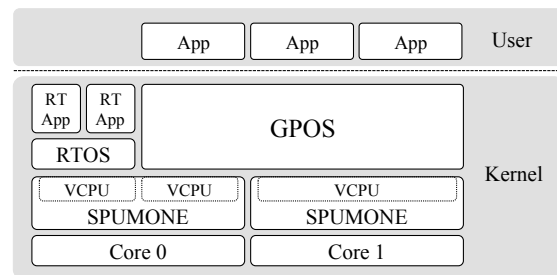 App App App User
RT RT
App App
GPOS
RTOS
Kernel
VCPU VCPU VCPU
SPUMONE SPUMONE
Core 0 Core 1